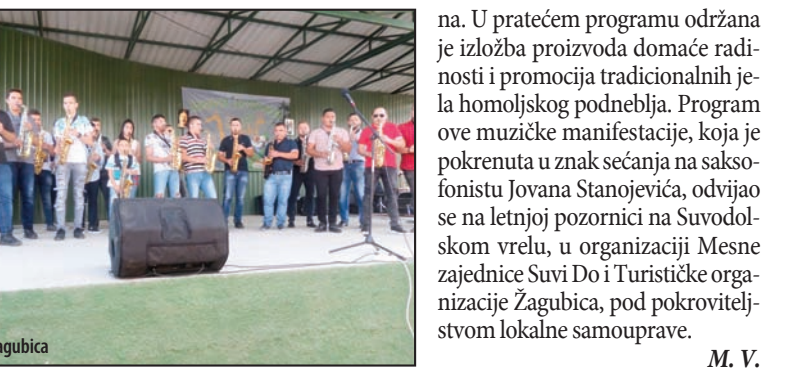 na. U pratećem programu održana
je izložba proizvoda domaće radi-
nosti i promocija tradicionalnih je-
la homoljskog podneblja. Program
ove muzičke manifestacije, koja je
pokrenuta u znak sećanja na sakso-
fonistu Jovana Stanojevića, odvijao
se na letnjoj pozornici na Suvodol-
skom vrelu, u organizaciji Mesne
zajednice Suvi Do i Turističke orga-
nizacije Žagubica, pod pokrovitelj-
stvom lokalne samouprave.
M. V.
agubica